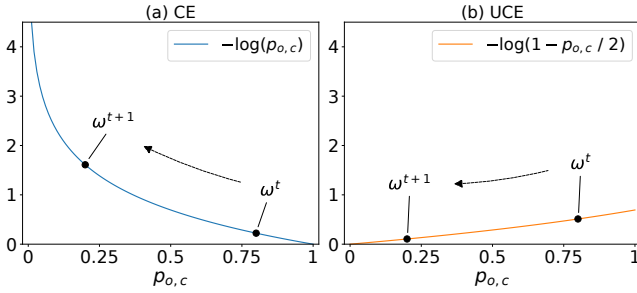 (a) CE
−log(p_{o,c})
ω^{t+1}
ω^t
4
3
2
1
0
0 0.25 0.5 0.75 1
p_{o,c}
(b) UCE
−log(1 − p_{o,c} / 2)
ω^{t+1}
ω^t
4
3
2
1
0
0 0.25 0.5 0.75 1
p_{o,c}